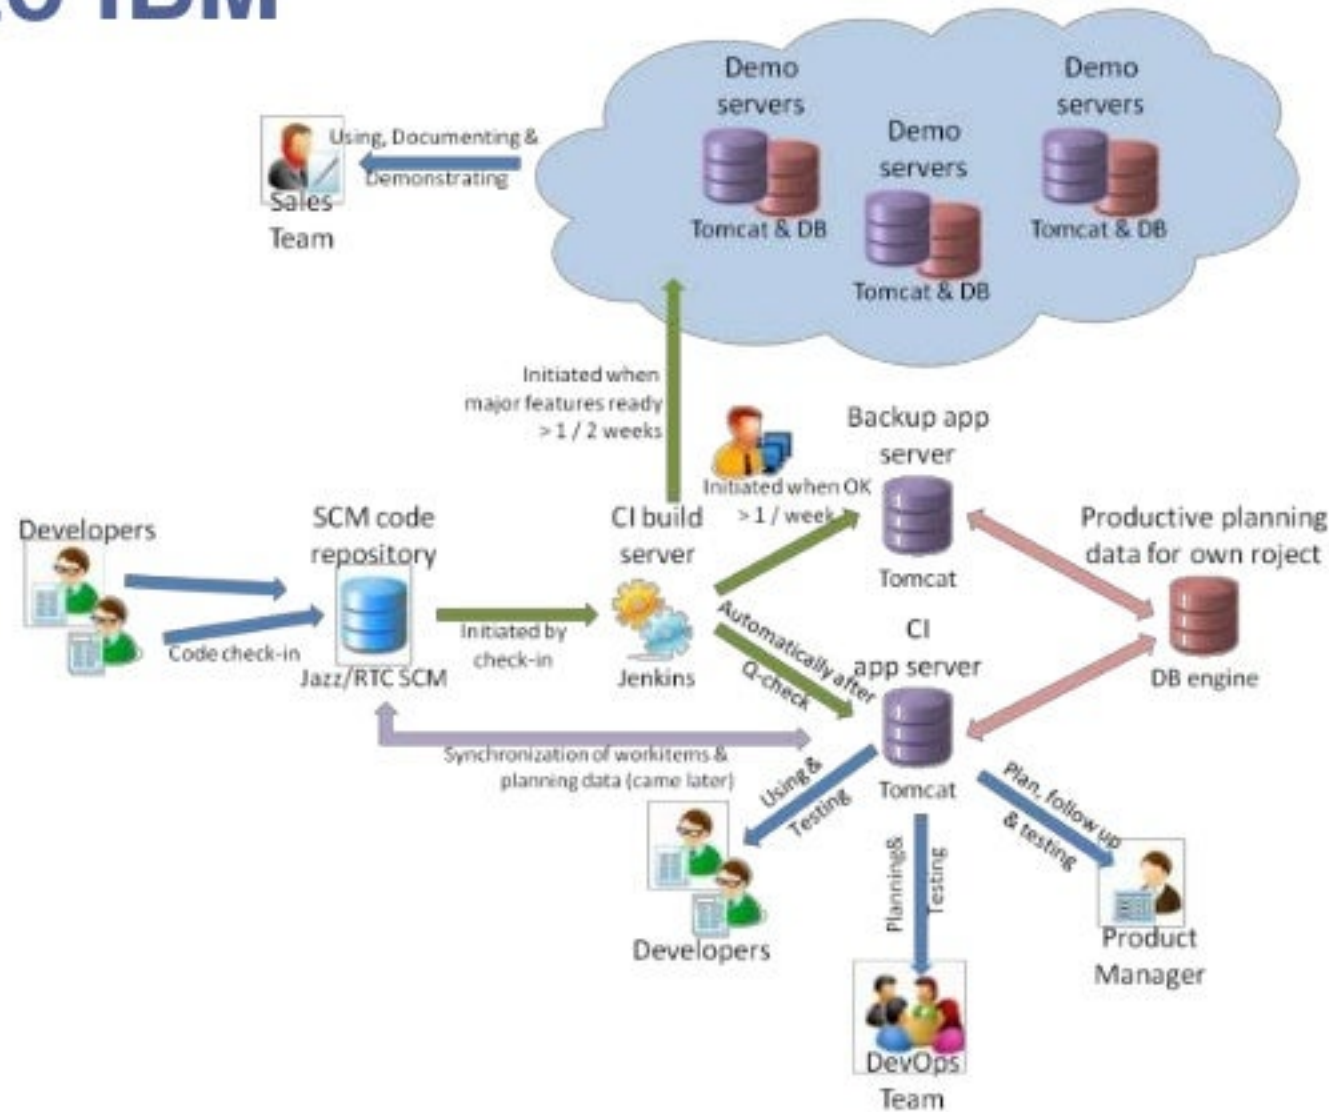 IBM
Demo
servers
Tomcat & DB
Demo
servers
Tomcat & DB
Demo
servers
Tomcat & DB
Using, Documenting &
Demonstrating
Sales
Team
Initiated when
major features ready
> 1 / 2 weeks
Initiated when OK
> 1 / week
Backup app
server
Tomcat
Developers
Code check-in
SCM code
repository
Jazz/RTC SCM
Initiated by
check-in
CI build
server
Jenkins
Automatically after
Q-check
CI
app server
Tomcat
Productive planning
data for own roject
DB engine
Synchronization of workitems &
planning data (came later)
Using &
Testing
Developers
Planning&
Testing
DevOps
Team
Plan, follow up
& testing
Product
Manager